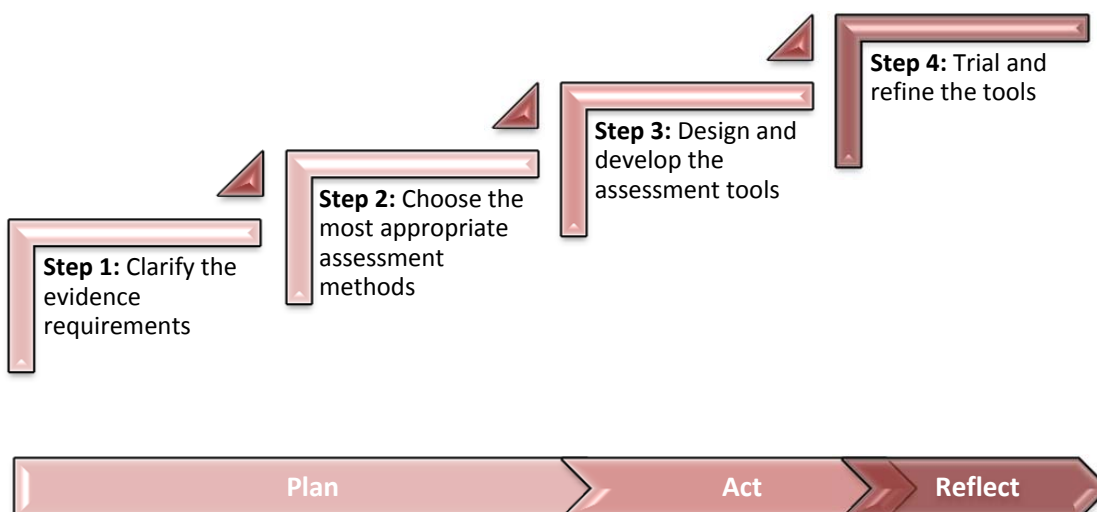 Step 1: Clarify the
evidence
requirements
Step 2: Choose the
most appropriate
assessment
methods
Step 3: Design and
develop the
assessment tools
Step 4: Trial and
refine the tools
Plan
Act
Reflect